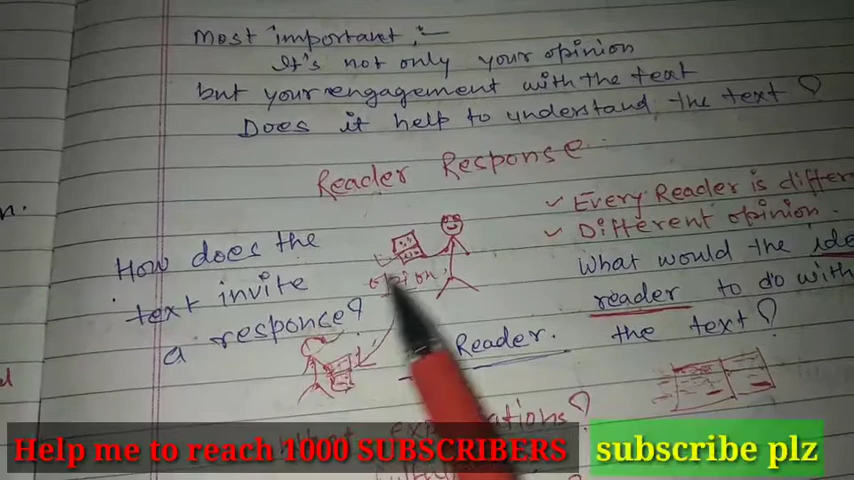 Most important :-
It's not only your opinion
but your engagement with the text
Does it help to understand the text?
Reader Response
Every Reader is differ
Different opinion.
How does the
text invite
a responce?
What would the ide
reader to do with
the text?
Reader.
n.
Help me to reach 1000 SUBSCRIBERS
subscribe plz